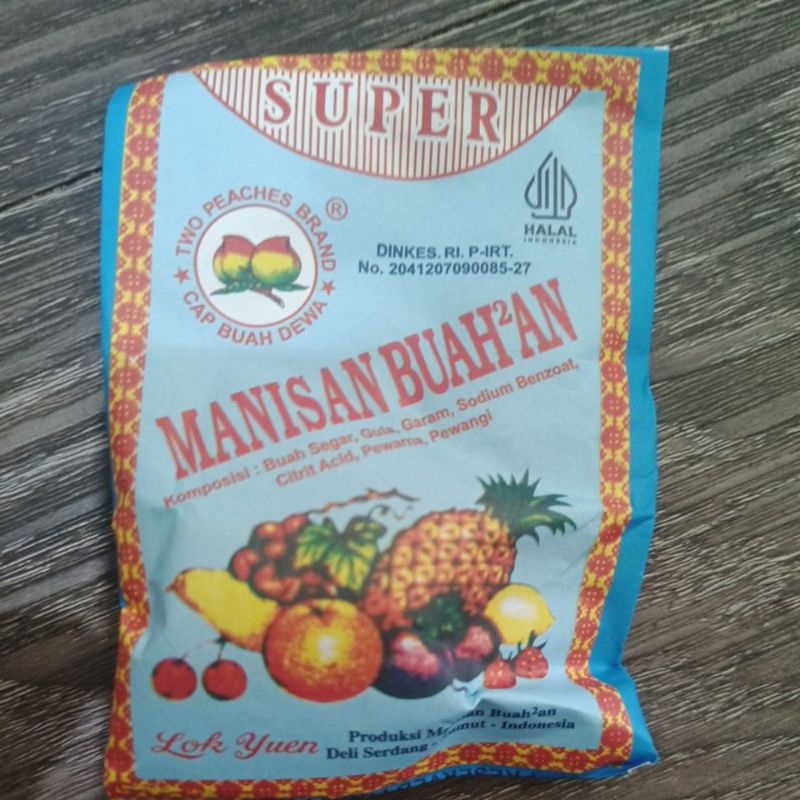 SUPER
TWO PEACHES BRAND ®
CAP BUAH DEWA
HALAL
INDONESIA
DINKES. RI. P-IRT.
No. 2041207090085-27
MANISAN BUAH²AN
Komposisi : Buah Segar, Gula, Garam, Sodium Benzoat,
Citrit Acid, Pewarna, Pewangi
Buah²an
Produksi - Indonesia
Lok Yuen
Deli Serdang -